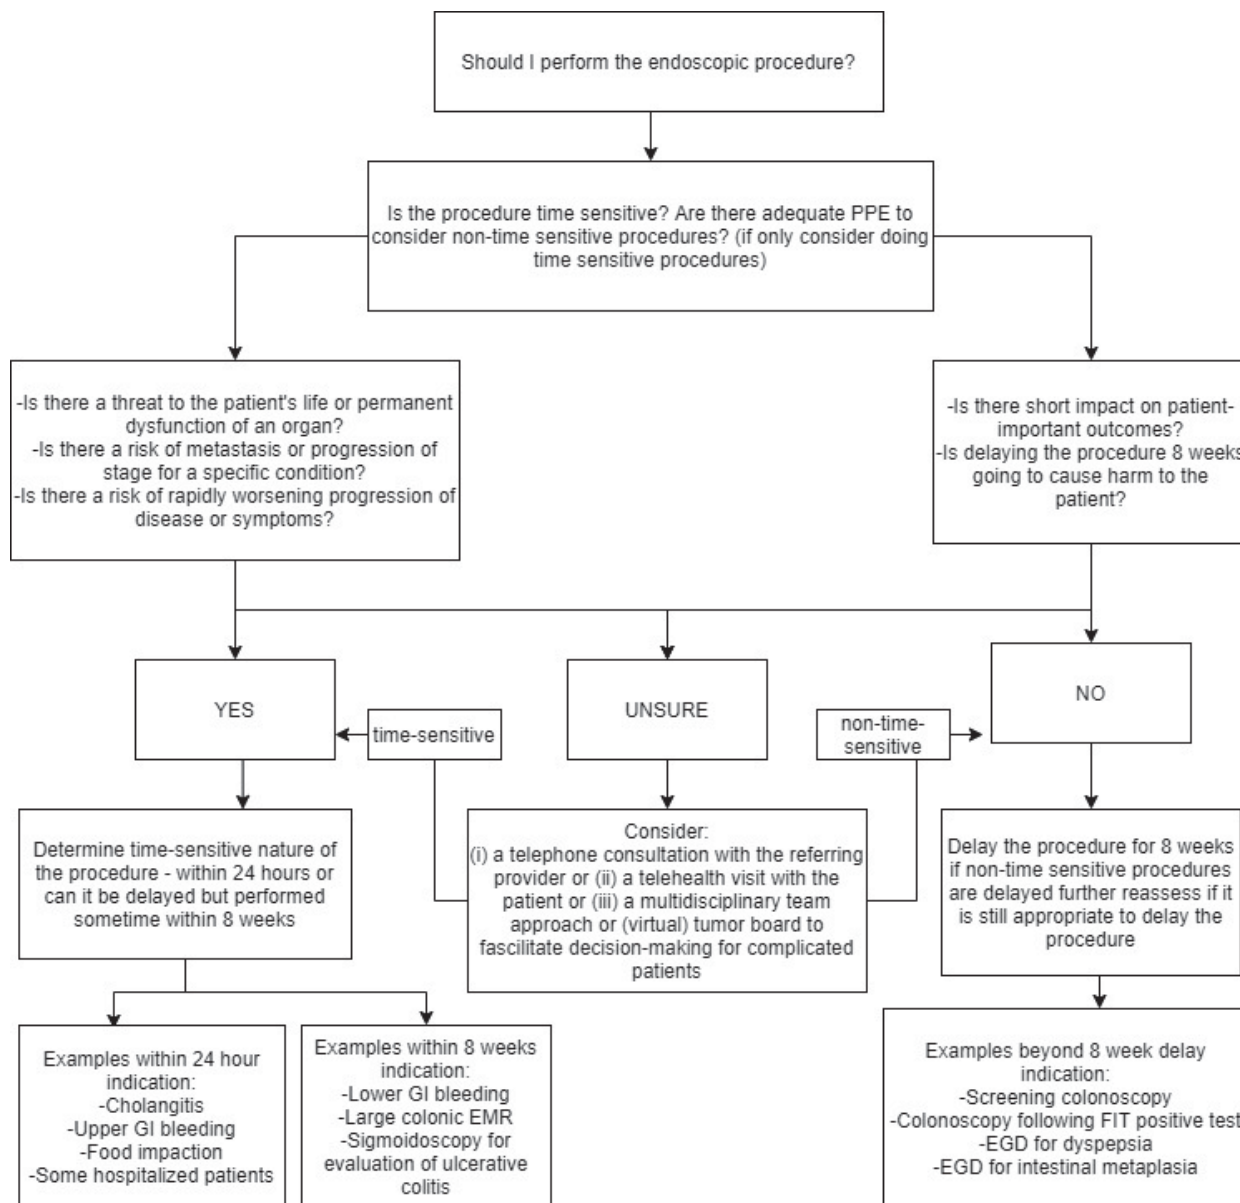 Should I perform the endoscopic procedure?
Is the procedure time sensitive? Are there adequate PPE to
consider non-time sensitive procedures? (if only consider doing
time sensitive procedures)
-Is there a threat to the patient's life or permanent
dysfunction of an organ?
-Is there a risk of metastasis or progression of
stage for a specific condition?
-Is there a risk of rapidly worsening progression of
disease or symptoms?
-Is there short impact on patient-
important outcomes?
-Is delaying the procedure 8 weeks
going to cause harm to the
patient?
YES
time-sensitive
UNSURE
non-time-
sensitive
NO
Determine time-sensitive nature of
the procedure - within 24 hours or
can it be delayed but performed
sometime within 8 weeks
Consider:
(i) a telephone consultation with the referring
provider or (ii) a telehealth visit with the
patient or (iii) a multidisciplinary team
approach or (virtual) tumor board to
fascilitate decision-making for complicated
patients
Delay the procedure for 8 weeks
if non-time sensitive procedures
are delayed further reassess if it
is still appropriate to delay the
procedure
Examples within 24 hour
indication:
-Cholangitis
-Upper GI bleeding
-Food impaction
-Some hospitalized patients
Examples within 8 weeks
indication:
-Lower GI bleeding
-Large colonic EMR
-Sigmoidoscopy for
evaluation of ulcerative
colitis
Examples beyond 8 week delay
indication:
-Screening colonoscopy
-Colonoscopy following FIT positive test
-EGD for dyspepsia
-EGD for intestinal metaplasia